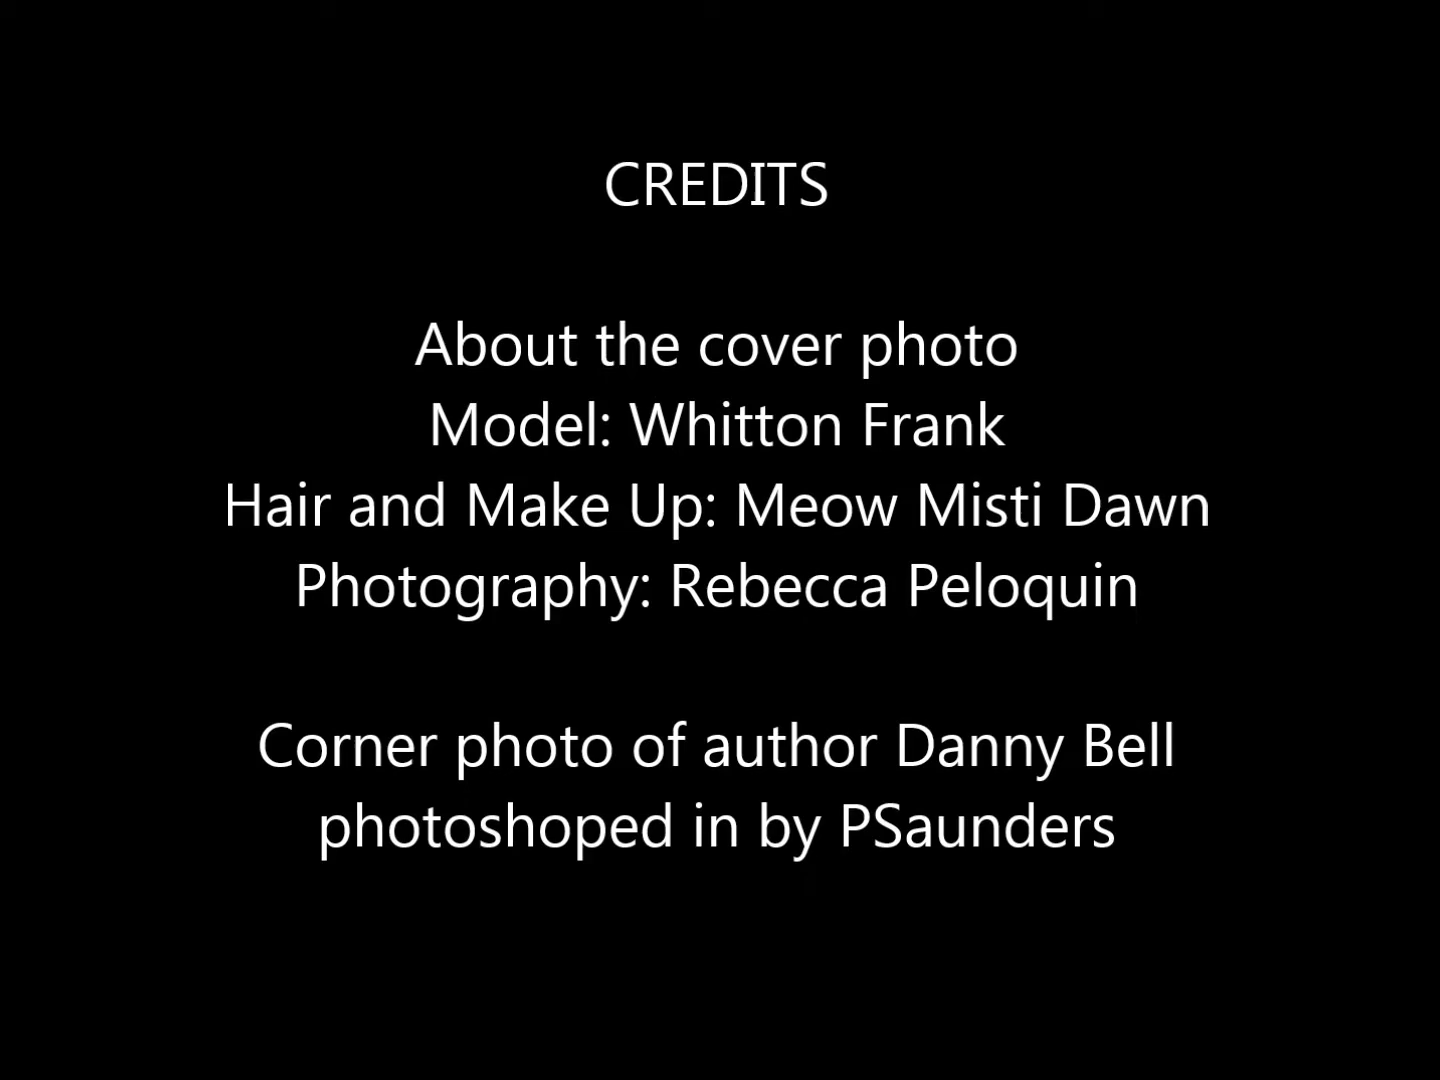 CREDITS
About the cover photo
Model: Whitton Frank
Hair and Make Up: Meow Misti Dawn
Photography: Rebecca Peloquin
Corner photo of author Danny Bell
photoshoped in by PSaunders